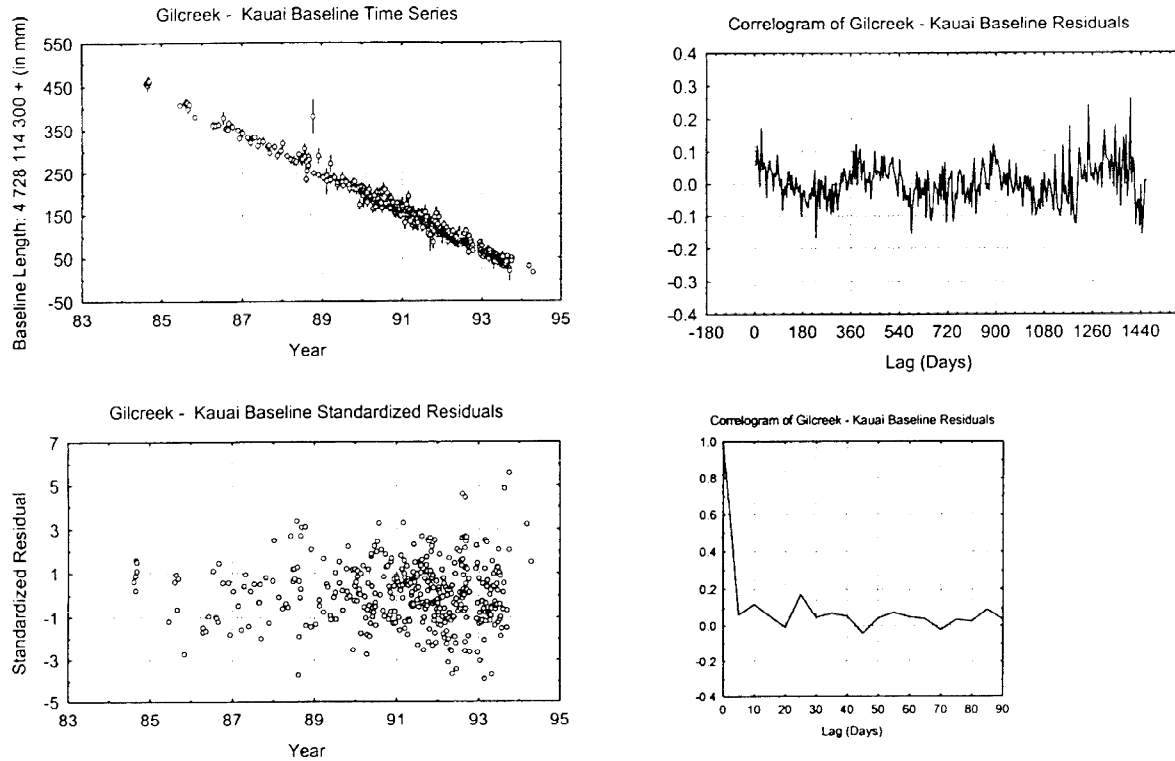 Gilcreek - Kauai Baseline Time Series
Baseline Length: 4 728 114 300 + (in mm)
550
450
350
250
150
50
-50
83 85 87 89 91 93 95
Year
Correlogram of Gilcreek - Kauai Baseline Residuals
0.4
0.3
0.2
0.1
0.0
-0.1
-0.2
-0.3
-0.4
-180 0 180 360 540 720 900 1080 1260 1440
Lag (Days)
Gilcreek - Kauai Baseline Standardized Residuals
Standardized Residual
7
5
3
1
-1
-3
-5
83 85 87 89 91 93 95
Year
Correlogram of Gilcreek - Kauai Baseline Residuals
1.0
0.8
0.6
0.4
0.2
0.0
-0.2
-0.4
0 10 20 30 40 50 60 70 80 90
Lag (Days)